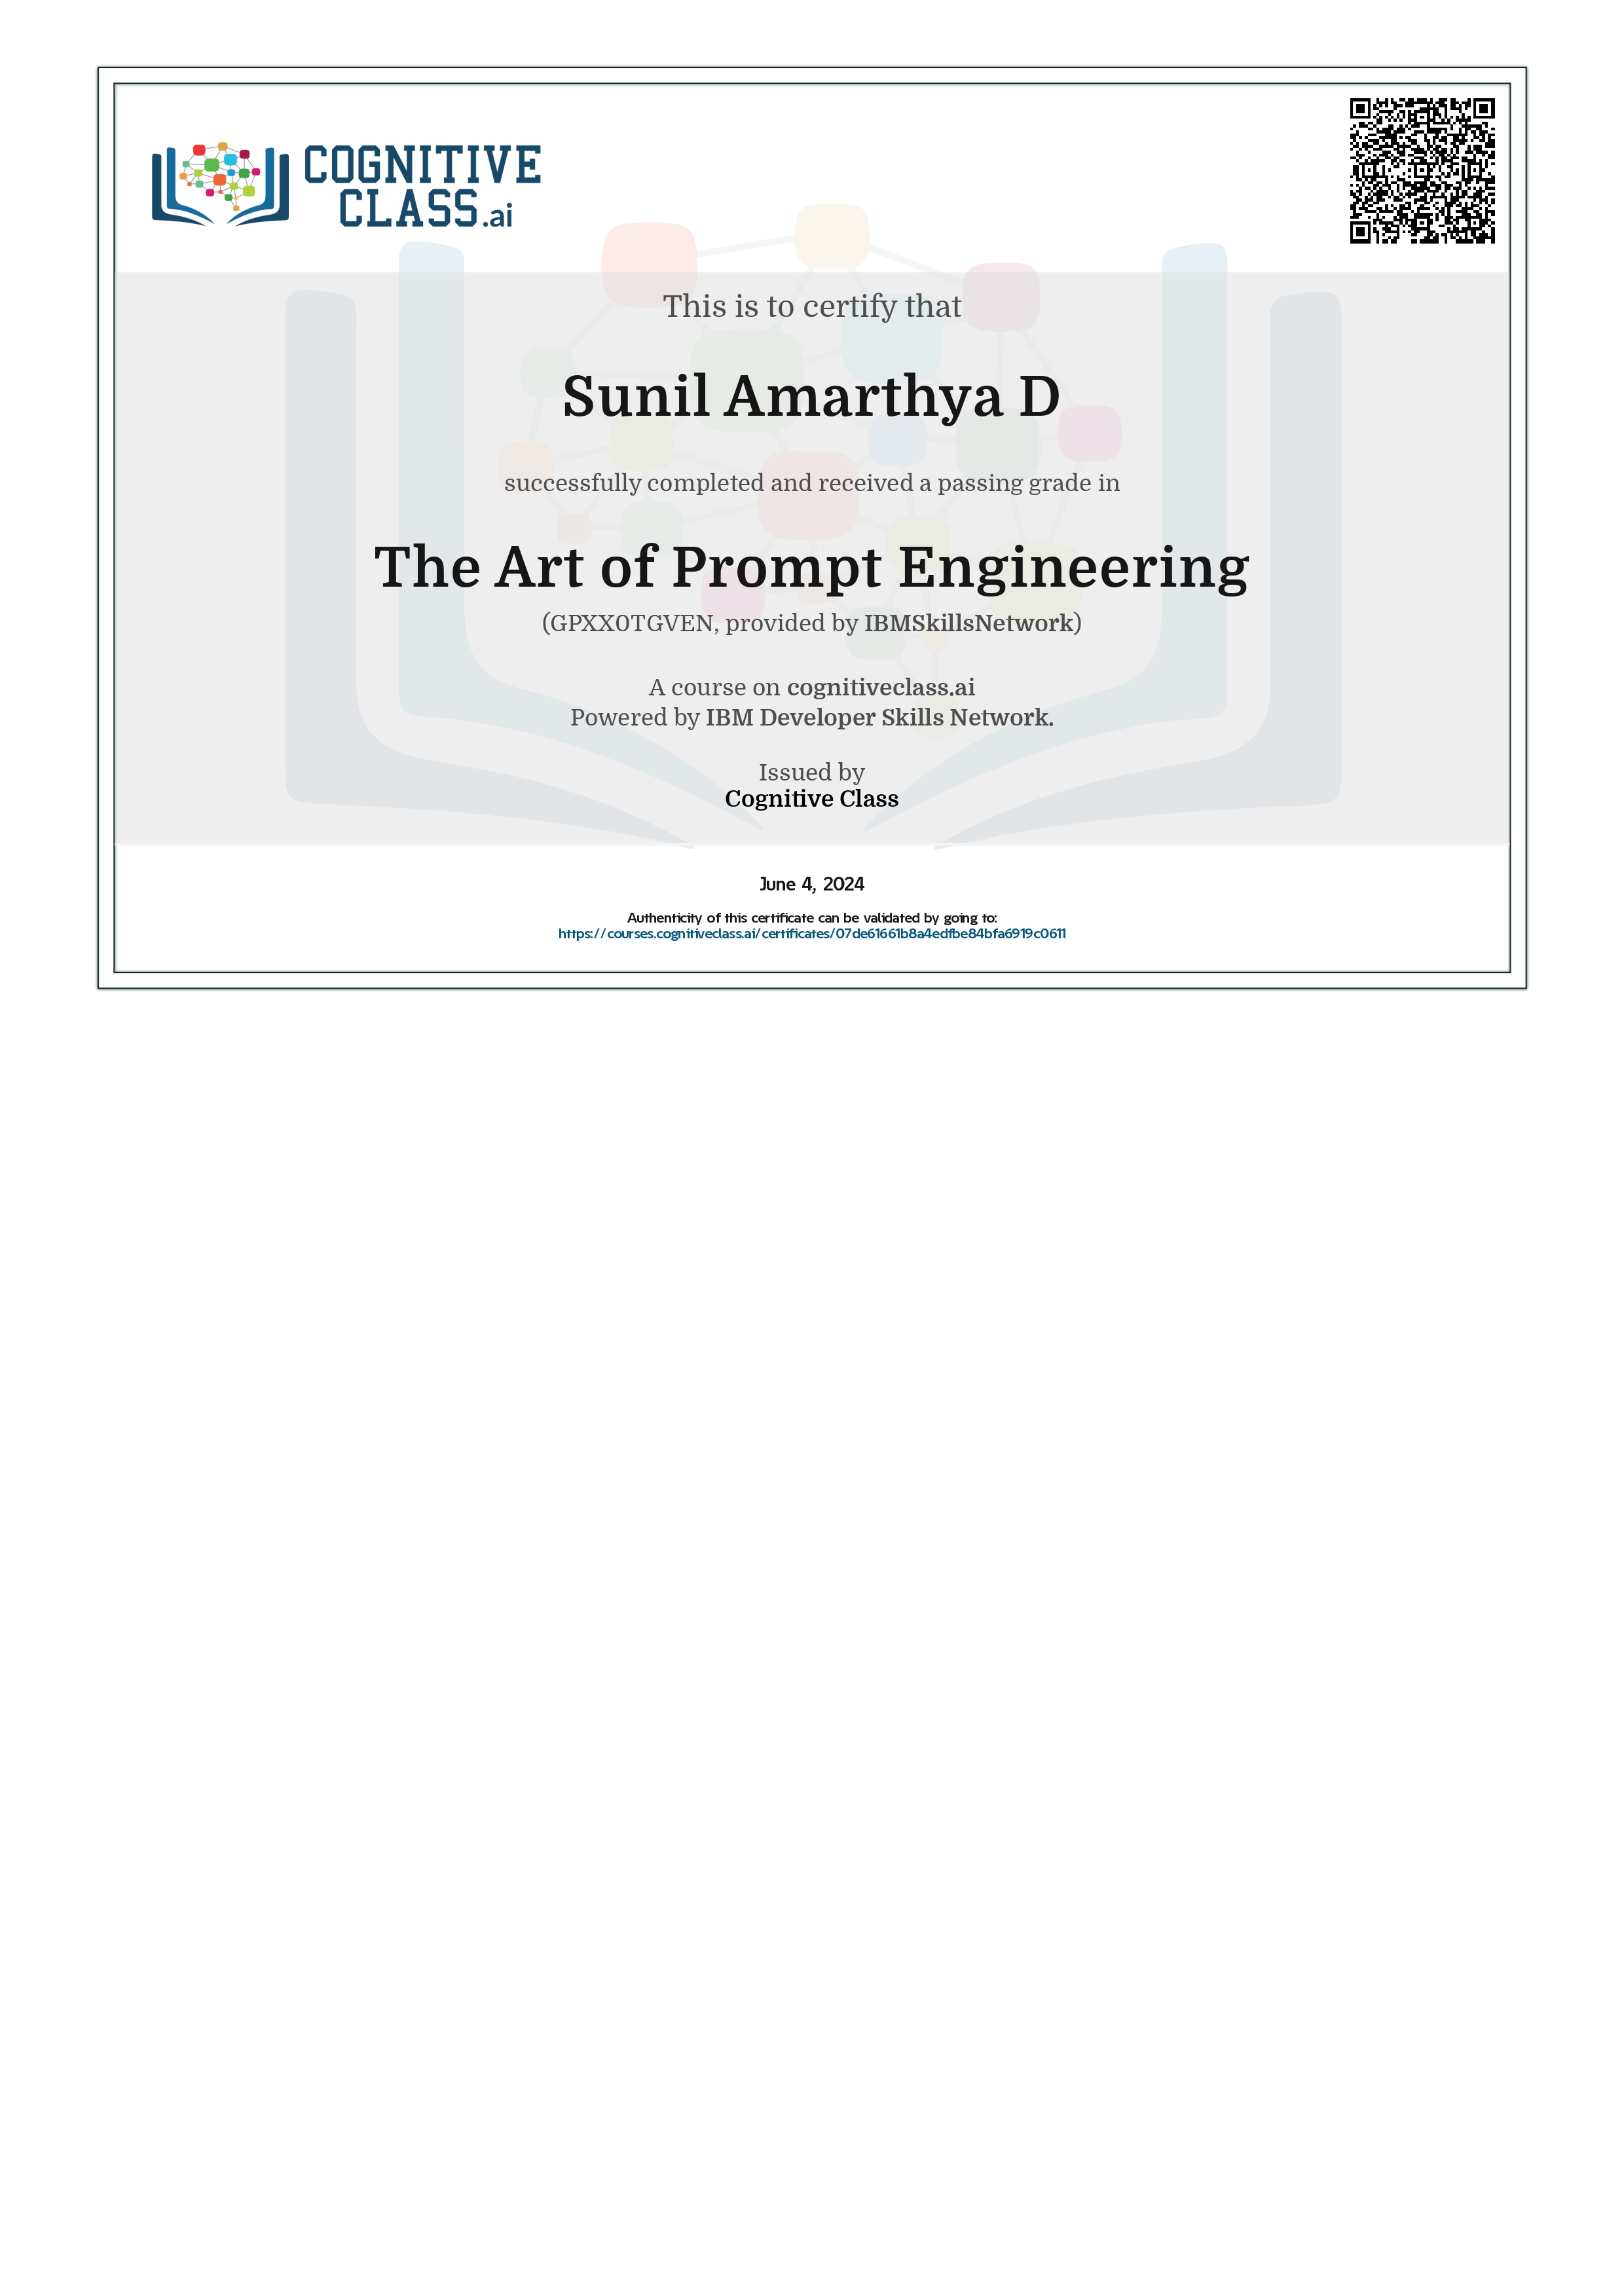 COGNITIVE
CLASS.ai
This is to certify that
Sunil Amarthya D
successfully completed and received a passing grade in
The Art of Prompt Engineering
(GPXX0TGVEN, provided by IBMSkillsNetwork)
A course on cognitiveclass.ai
Powered by IBM Developer Skills Network.
Issued by
Cognitive Class
June 4, 2024
Authenticity of this certificate can be validated by going to:
https://courses.cognitiveclass.ai/certificates/07de61661b8a4edfbe84bfa6919c0611